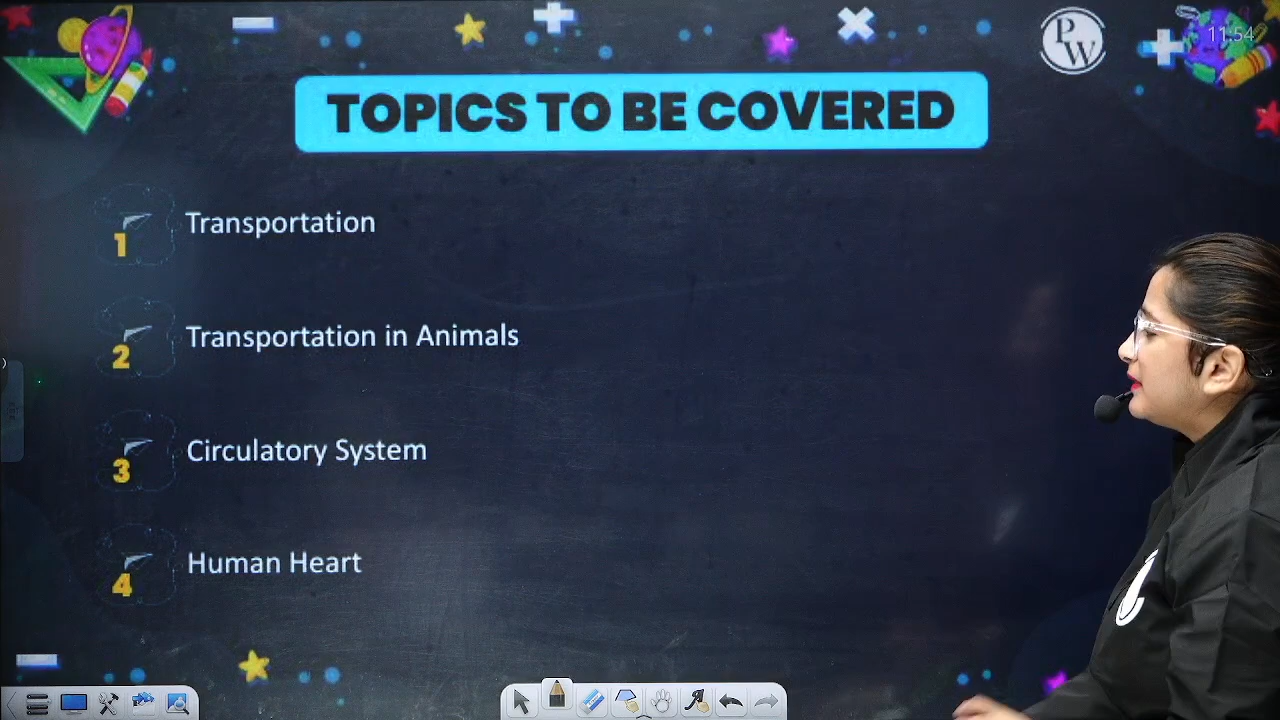 PW
11:54
TOPICS TO BE COVERED
1 Transportation
2 Transportation in Animals
3 Circulatory System
4 Human Heart